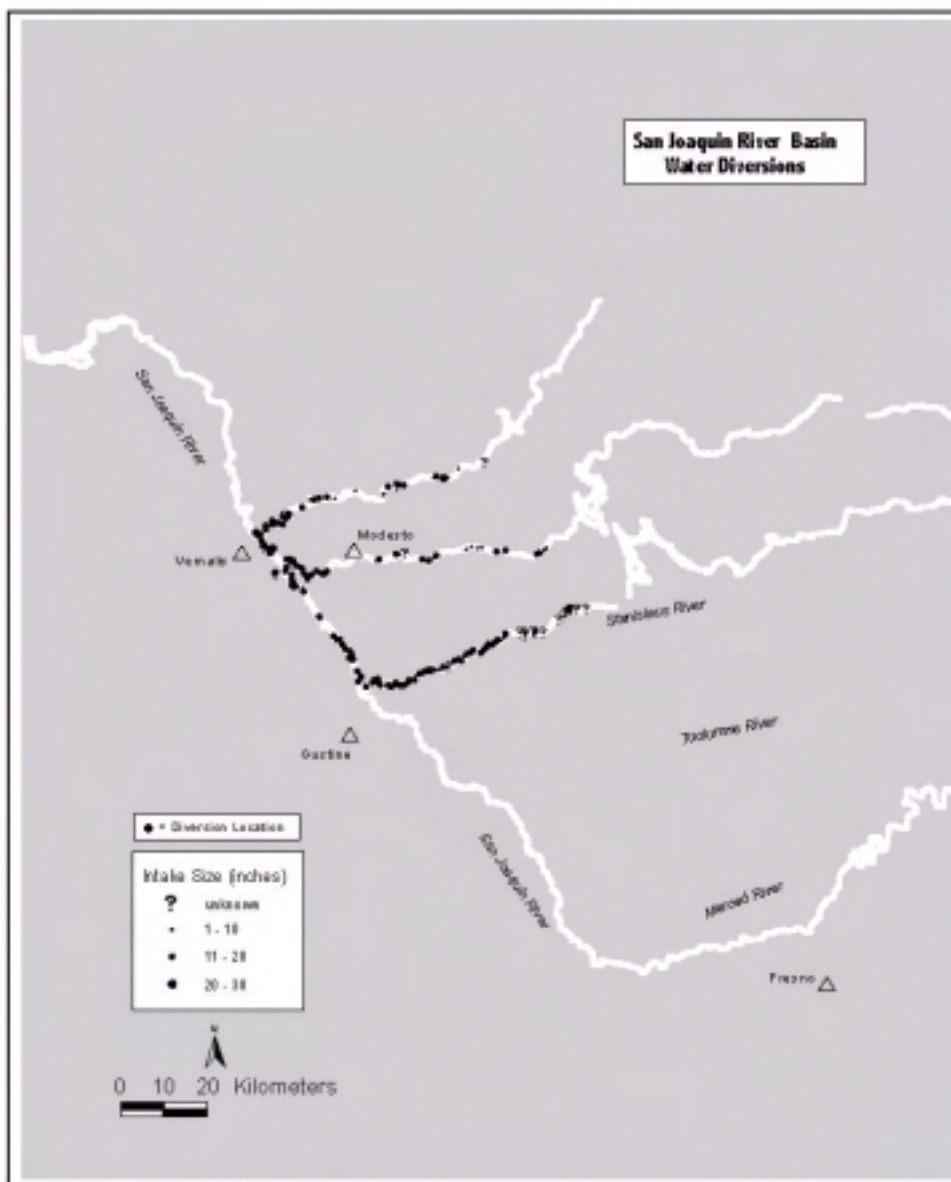 San Joaquin River Basin
Water Diversions
San Joaquin River
Modesto
Vernalis
Stanislaus River
Tuolumne River
Gustine
● = Diversion Location
San Joaquin River
Intake Size (inches)
? unknown
1 - 10
11 - 20
20 - 30
Merced River
Fresno
N
0 10 20 Kilometers